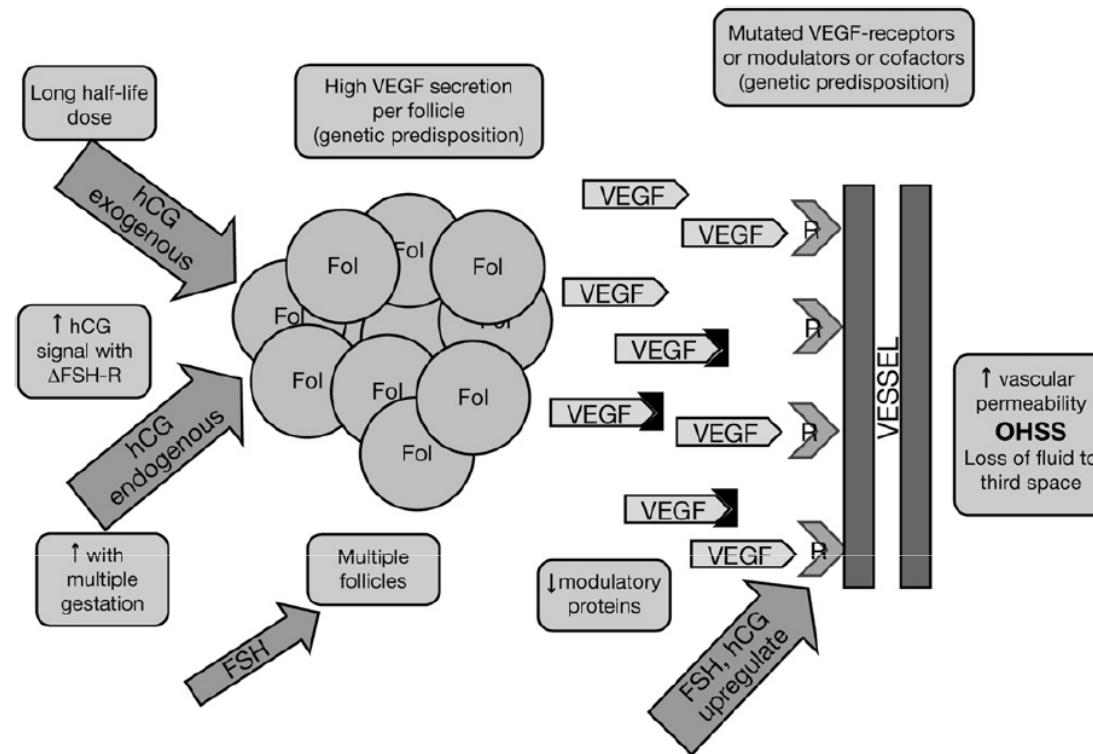 Long half-life
dose
High VEGF secretion
per follicle
(genetic predisposition)
Mutated VEGF-receptors
or modulators or cofactors
(genetic predisposition)
hCG
exogenous
↑ hCG
signal with
ΔFSH-R
hCG
endogenous
↑ with
multiple
gestation
FSH
Multiple
follicles
Fol
Fol
Fol
Fol
Fol
Fol
Fol
Fol
Fol
VEGF
VEGF
VEGF
VEGF
VEGF
VEGF
VEGF
VEGF
R
R
R
R
↓modulatory
proteins
FSH, hCG
upregulate
VESSEL
↑ vascular
permeability
OHSS
Loss of fluid to
third space